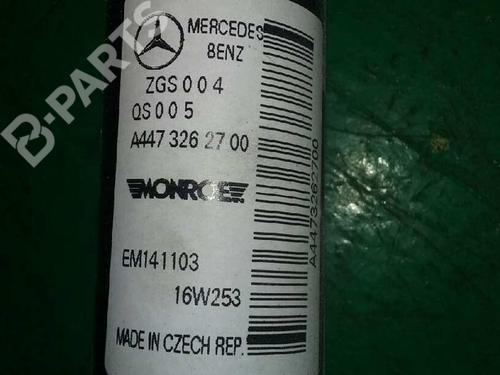 MERCEDES
BENZ
ZGS 0 0 4
QS 0 0 5
A447 326 27 00
MONROE
EM141103
16W253
MADE IN CZECH REP.
A4473262700
B-PARTS